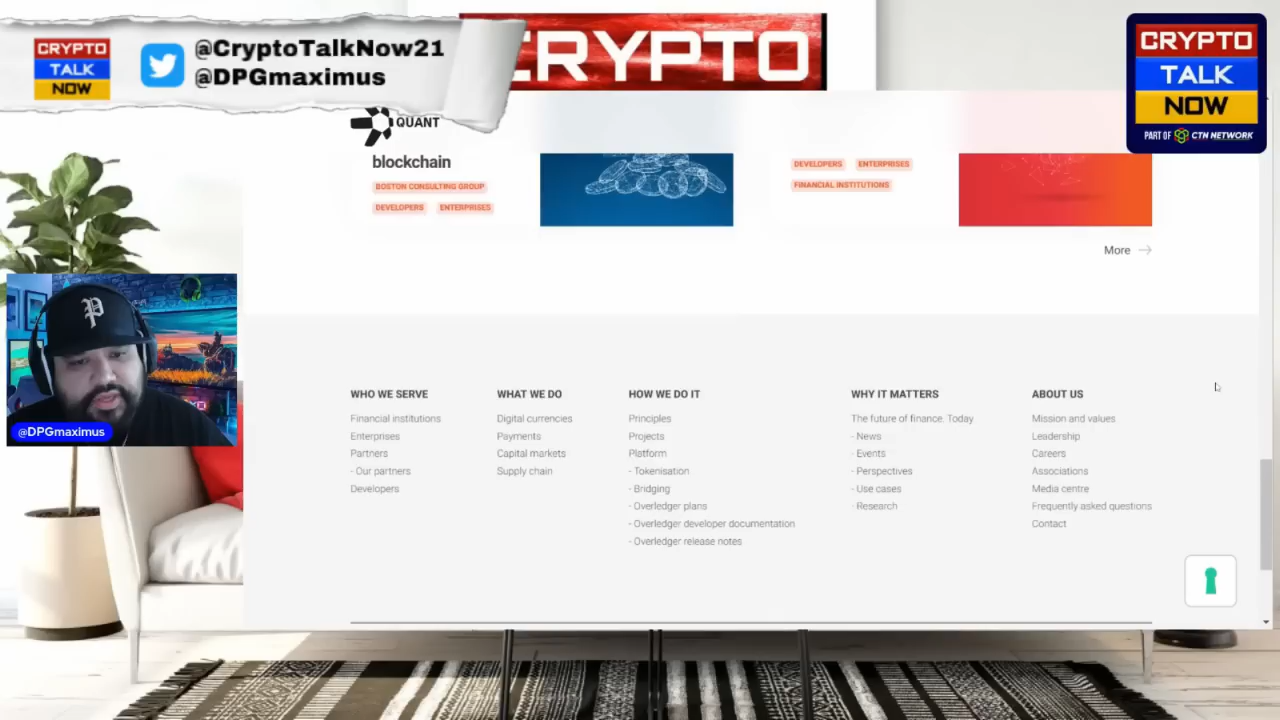 CRYPTO
TALK
NOW
@CryptoTalkNow21
@DPGmaximus
CRYPTO
CRYPTO
TALK
NOW
PART OF CTN NETWORK
QUANT
blockchain
BOSTON CONSULTING GROUP
DEVELOPERS ENTERPRISES
DEVELOPERS ENTERPRISES
FINANCIAL INSTITUTIONS
More
@DPGmaximus
WHO WE SERVE
Financial institutions
Enterprises
Partners
- Our partners
Developers
WHAT WE DO
Digital currencies
Payments
Capital markets
Supply chain
HOW WE DO IT
Principles
Projects
Platform
- Tokenisation
- Bridging
- Overledger plans
- Overledger developer documentation
- Overledger release notes
WHY IT MATTERS
The future of finance. Today
- News
- Events
- Perspectives
- Use cases
- Research
ABOUT US
Mission and values
Leadership
Careers
Associations
Media centre
Frequently asked questions
Contact